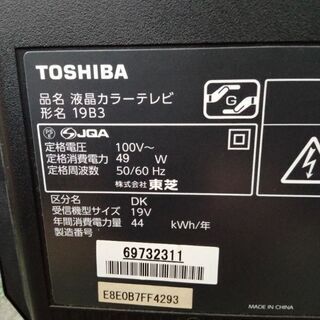 TOSHIBA
品名 液晶カラーテレビ
形名 19B3
G
JQA
定格電圧 100V~
定格消費電力 49 W
定格周波数 50/60 Hz
株式会社 東芝
区分名 DK
受信機型サイズ 19V
年間消費電力量 44 kWh/年
製造番号
69732311
E8E0B7FF4293
MADE IN CHINA